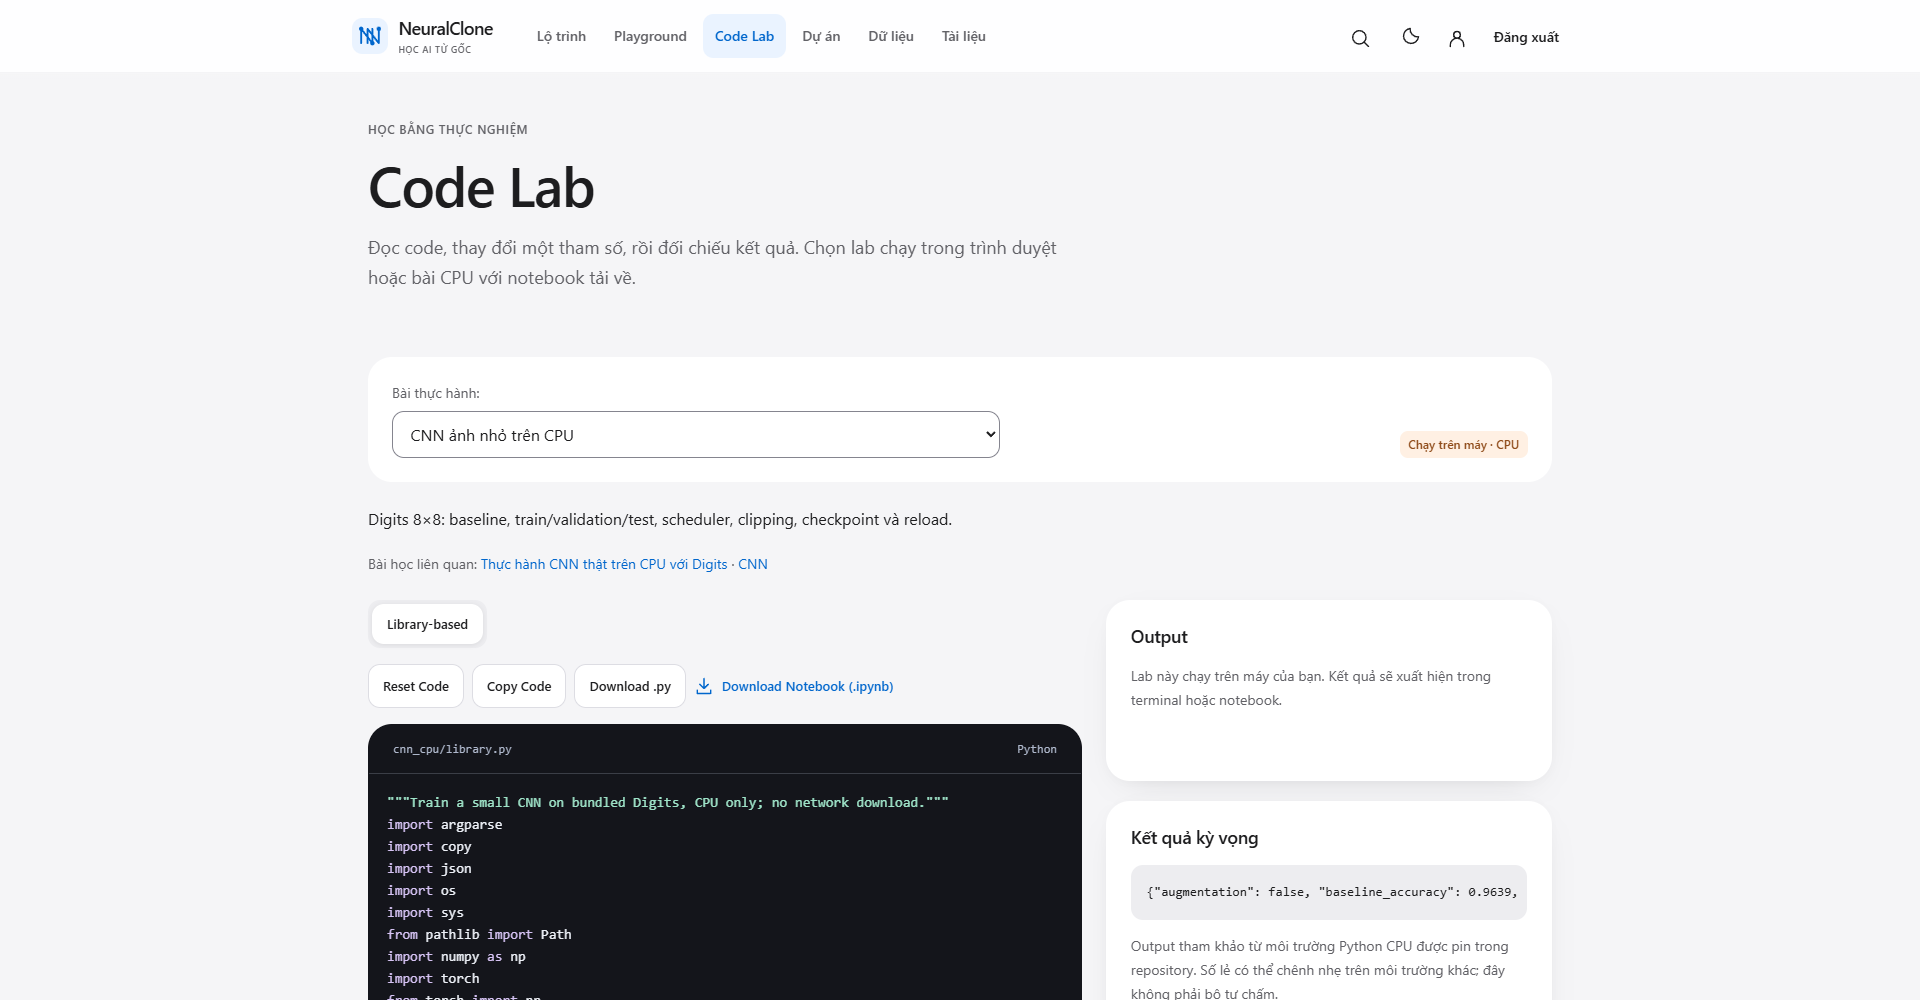 NeuralClone
HỌC AI TỪ GỐC
Lộ trình
Playground
Code Lab
Dự án
Dữ liệu
Tài liệu
Đăng xuất
HỌC BẰNG THỰC NGHIỆM
Code Lab
Đọc code, thay đổi một tham số, rồi đối chiếu kết quả. Chọn lab chạy trong trình duyệt
hoặc bài CPU với notebook tải về.
Bài thực hành:
CNN ảnh nhỏ trên CPU
Chạy trên máy · CPU
Digits 8×8: baseline, train/validation/test, scheduler, clipping, checkpoint và reload.
Bài học liên quan: Thực hành CNN thật trên CPU với Digits · CNN
Library-based
Reset Code
Copy Code
Download .py
Download Notebook (.ipynb)
cnn_cpu/library.py
Python
"""Train a small CNN on bundled Digits, CPU only; no network download."""
import argparse
import copy
import json
import os
import sys
from pathlib import Path
import numpy as np
import torch
from torch import nn
Output
Lab này chạy trên máy của bạn. Kết quả sẽ xuất hiện trong
terminal hoặc notebook.
Kết quả kỳ vọng
{"augmentation": false, "baseline_accuracy": 0.9639,
Output tham khảo từ môi trường Python CPU được pin trong
repository. Số lẻ có thể chênh nhẹ trên môi trường khác; đây
không phải bộ tự chấm.